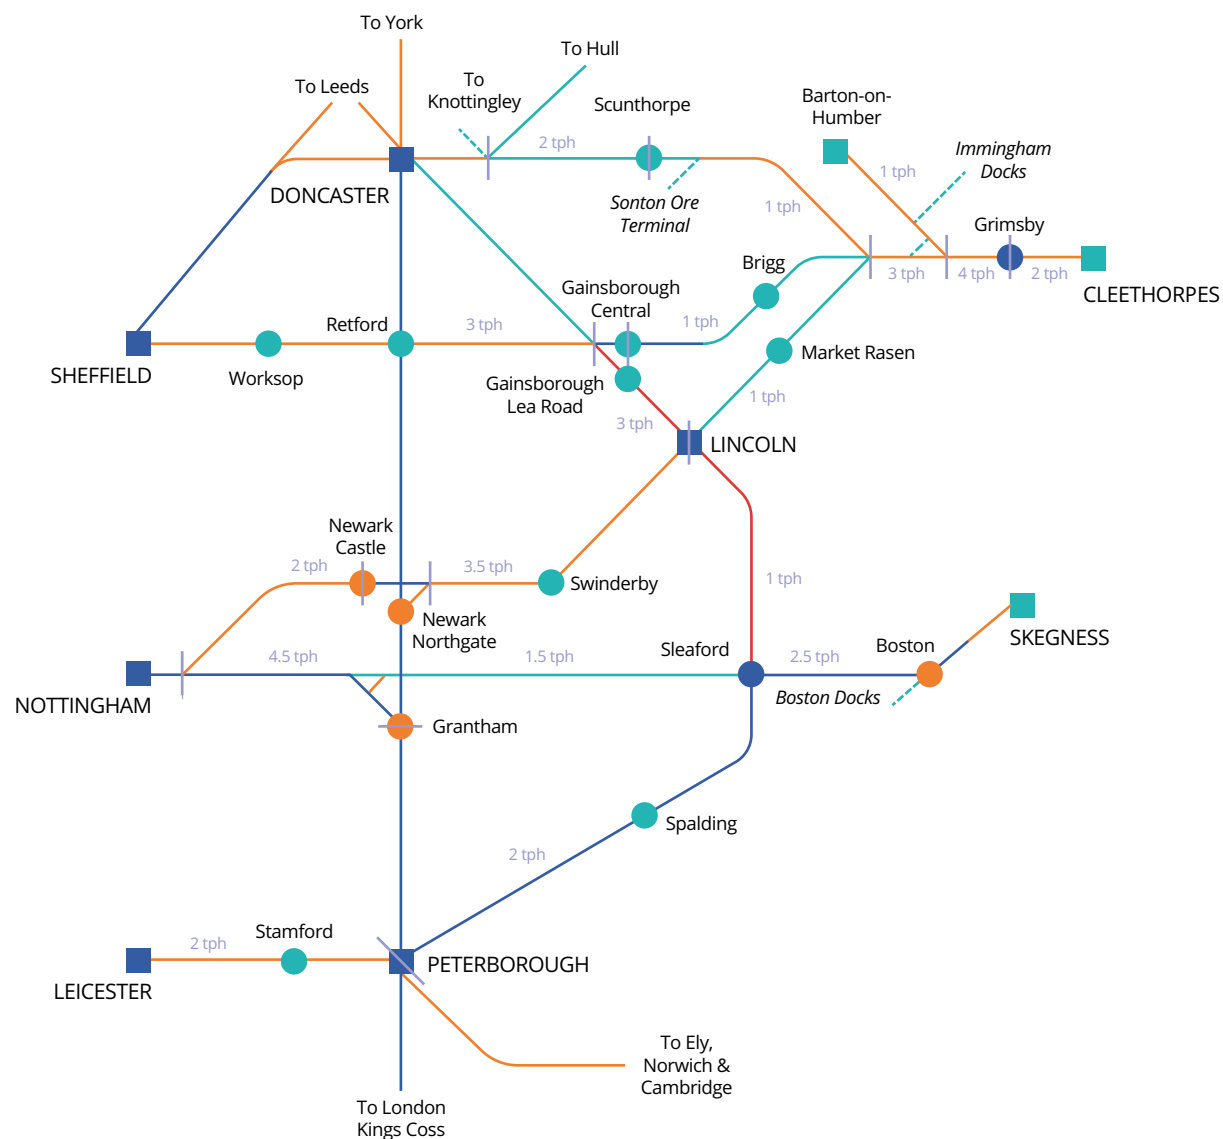 To York
To Leeds
To
Knottingley
To Hull
Scunthorpe
2 tph
Barton-on-
Humber
Immingham
Docks
1 tph
DONCASTER
Sonton Ore
Terminal
1 tph
Grimsby
3 tph
4 tph
2 tph
CLEETHORPES
Brigg
Gainsborough
Central
Retford
3 tph
1 tph
SHEFFIELD
Worksop
Market Rasen
Gainsborough
Lea Road
3 tph
1 tph
LINCOLN
Newark
Castle
2 tph
3.5 tph
Swinderby
1 tph
Newark
Northgate
SKEGNESS
4.5 tph
1.5 tph
Sleaford
2.5 tph
Boston
NOTTINGHAM
Boston Docks
Grantham
Spalding
2 tph
Stamford
2 tph
LEICESTER
PETERBOROUGH
To Ely,
Norwich &
Cambridge
To London
Kings Coss